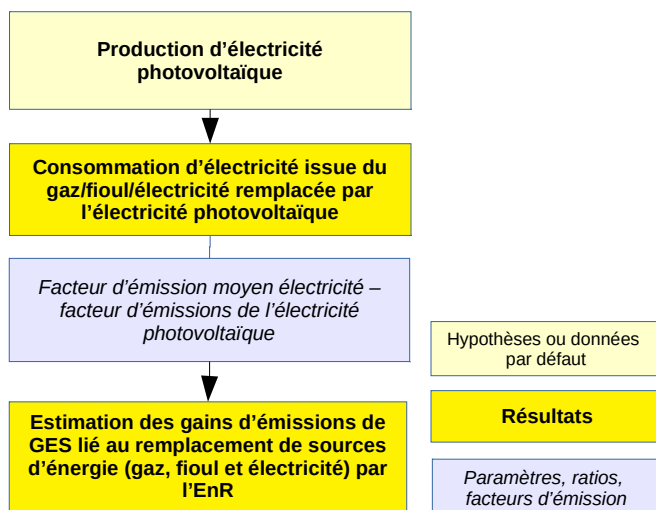 Production d’électricité
photovoltaïque
Consommation d’électricité issue du
gaz/fioul/électricité remplacée par
l’électricité photovoltaïque
Facteur d’émission moyen électricité –
facteur d’émissions de l’électricité
photovoltaïque
Estimation des gains d’émissions de
GES lié au remplacement de sources
d’énergie (gaz, fioul et électricité) par
l’EnR
Hypothèses ou données
par défaut
Résultats
Paramètres, ratios,
facteurs d’émission